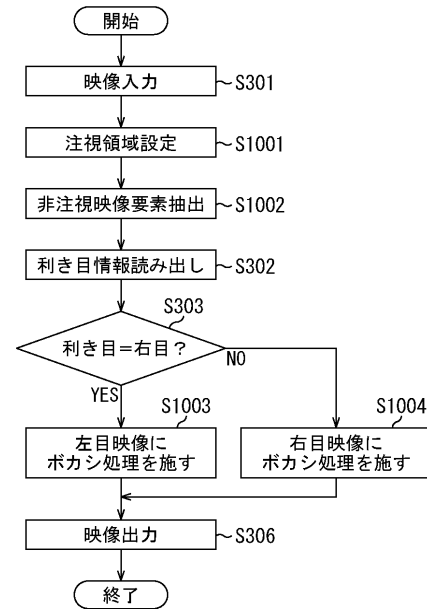 開始
映像入力
S301
注視領域設定
S1001
非注視映像要素抽出
S1002
利き目情報読み出し
S302
S303
利き目=右目?
NO
YES
S1003
左目映像に
ボカシ処理を施す
S1004
右目映像に
ボカシ処理を施す
映像出力
S306
終了